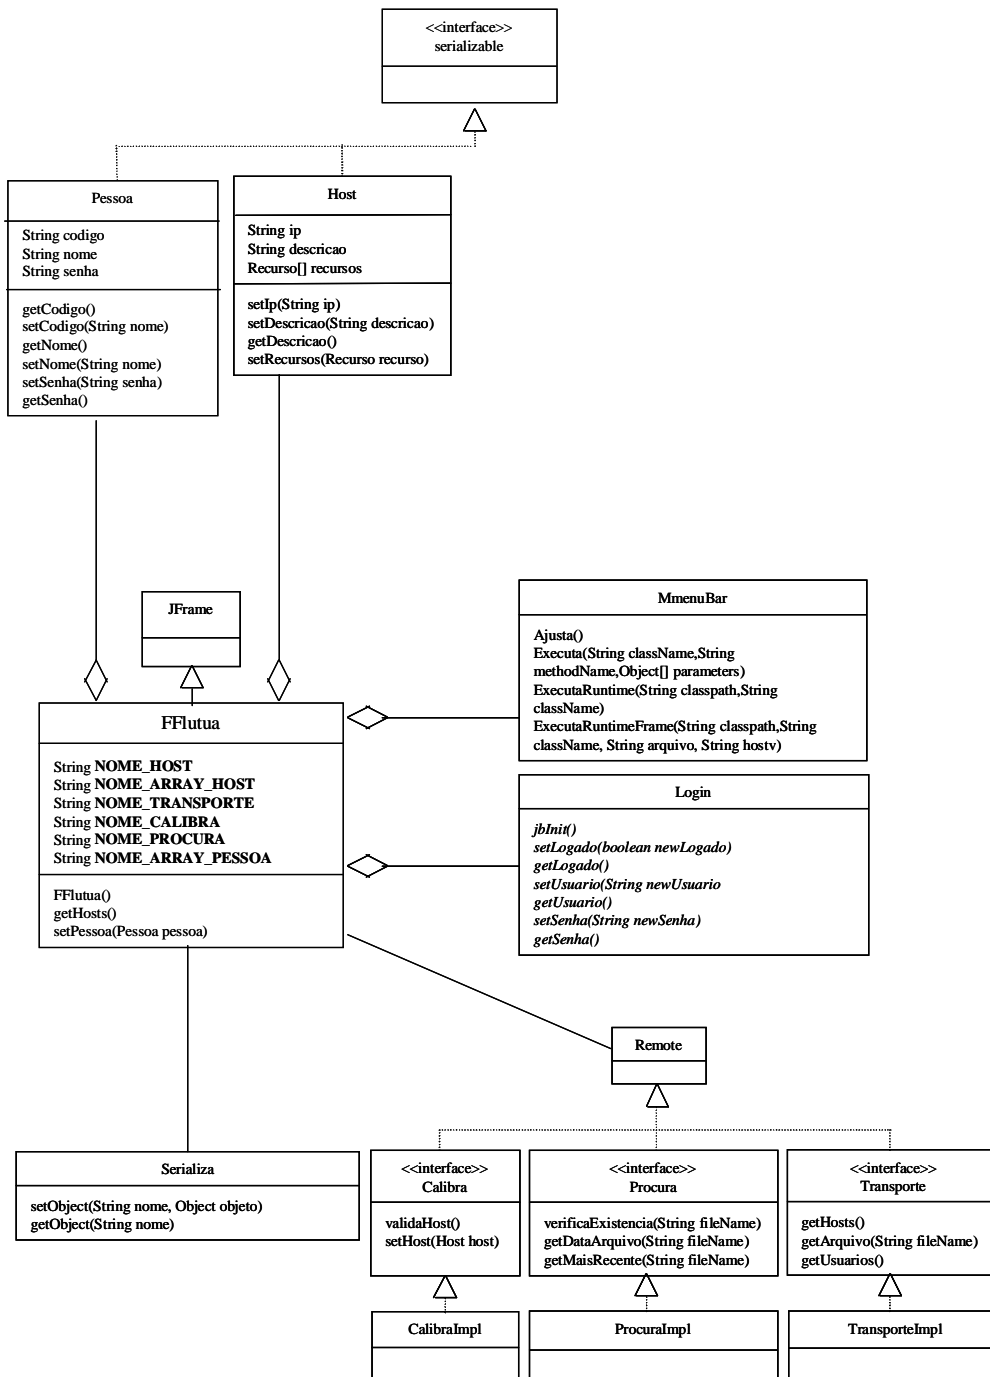 <<interface>>
serializable
Pessoa
String codigo
String nome
String senha
getCodigo()
setCodigo(String nome)
getNome()
setNome(String nome)
setSenha(String senha)
getSenha()
Host
String ip
String descricao
Recurso[] recursos
setIp(String ip)
setDescricao(String descricao)
getDescricao()
setRecursos(Recurso recurso)
JFrame
FFlutua
String NOME_HOST
String NOME_ARRAY_HOST
String NOME_TRANSPORTE
String NOME_CALIBRA
String NOME_PROCURA
String NOME_ARRAY_PESSOA
FFlutua()
getHosts()
setPessoa(Pessoa pessoa)
MmenuBar
Ajusta()
Executa(String className,String
methodName,Object[] parameters)
ExecutaRuntime(String classpath,String
className)
ExecutaRuntimeFrame(String classpath,String
className, String arquivo, String hostv)
Login
jbInit()
setLogado(boolean newLogado)
getLogado()
setUsuario(String newUsuario
getUsuario()
setSenha(String newSenha)
getSenha()
Remote
Serializa
setObject(String nome, Object objeto)
getObject(String nome)
<<interface>>
Calibra
validaHost()
setHost(Host host)
<<interface>>
Procura
verificaExistencia(String fileName)
getDataArquivo(String fileName)
getMaisRecente(String fileName)
<<interface>>
Transporte
getHosts()
getArquivo(String fileName)
getUsuarios()
CalibraImpl
ProcuraImpl
TransporteImpl